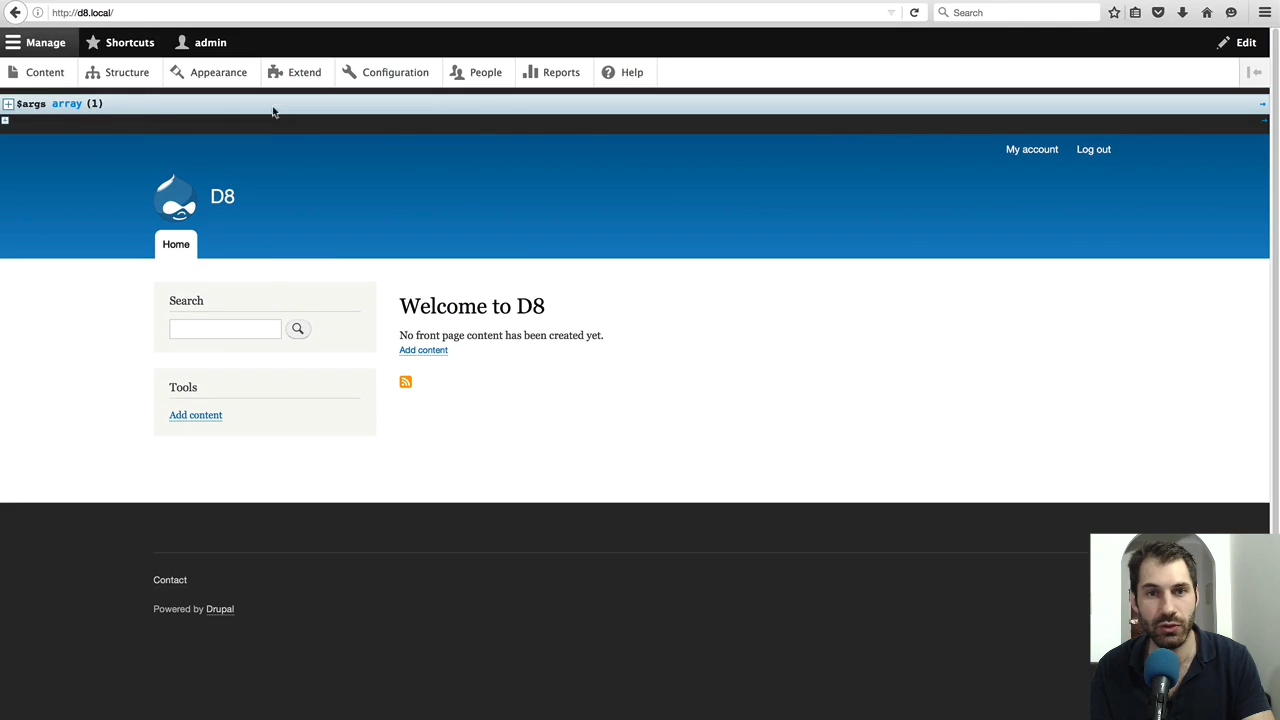 http://d8.local/
Search
Manage Shortcuts admin Edit
Content Structure Appearance Extend Configuration People Reports Help
$args array (1)
My account Log out
D8
Home
Search
Tools
Add content
Welcome to D8
No front page content has been created yet.
Add content
Contact
Powered by Drupal